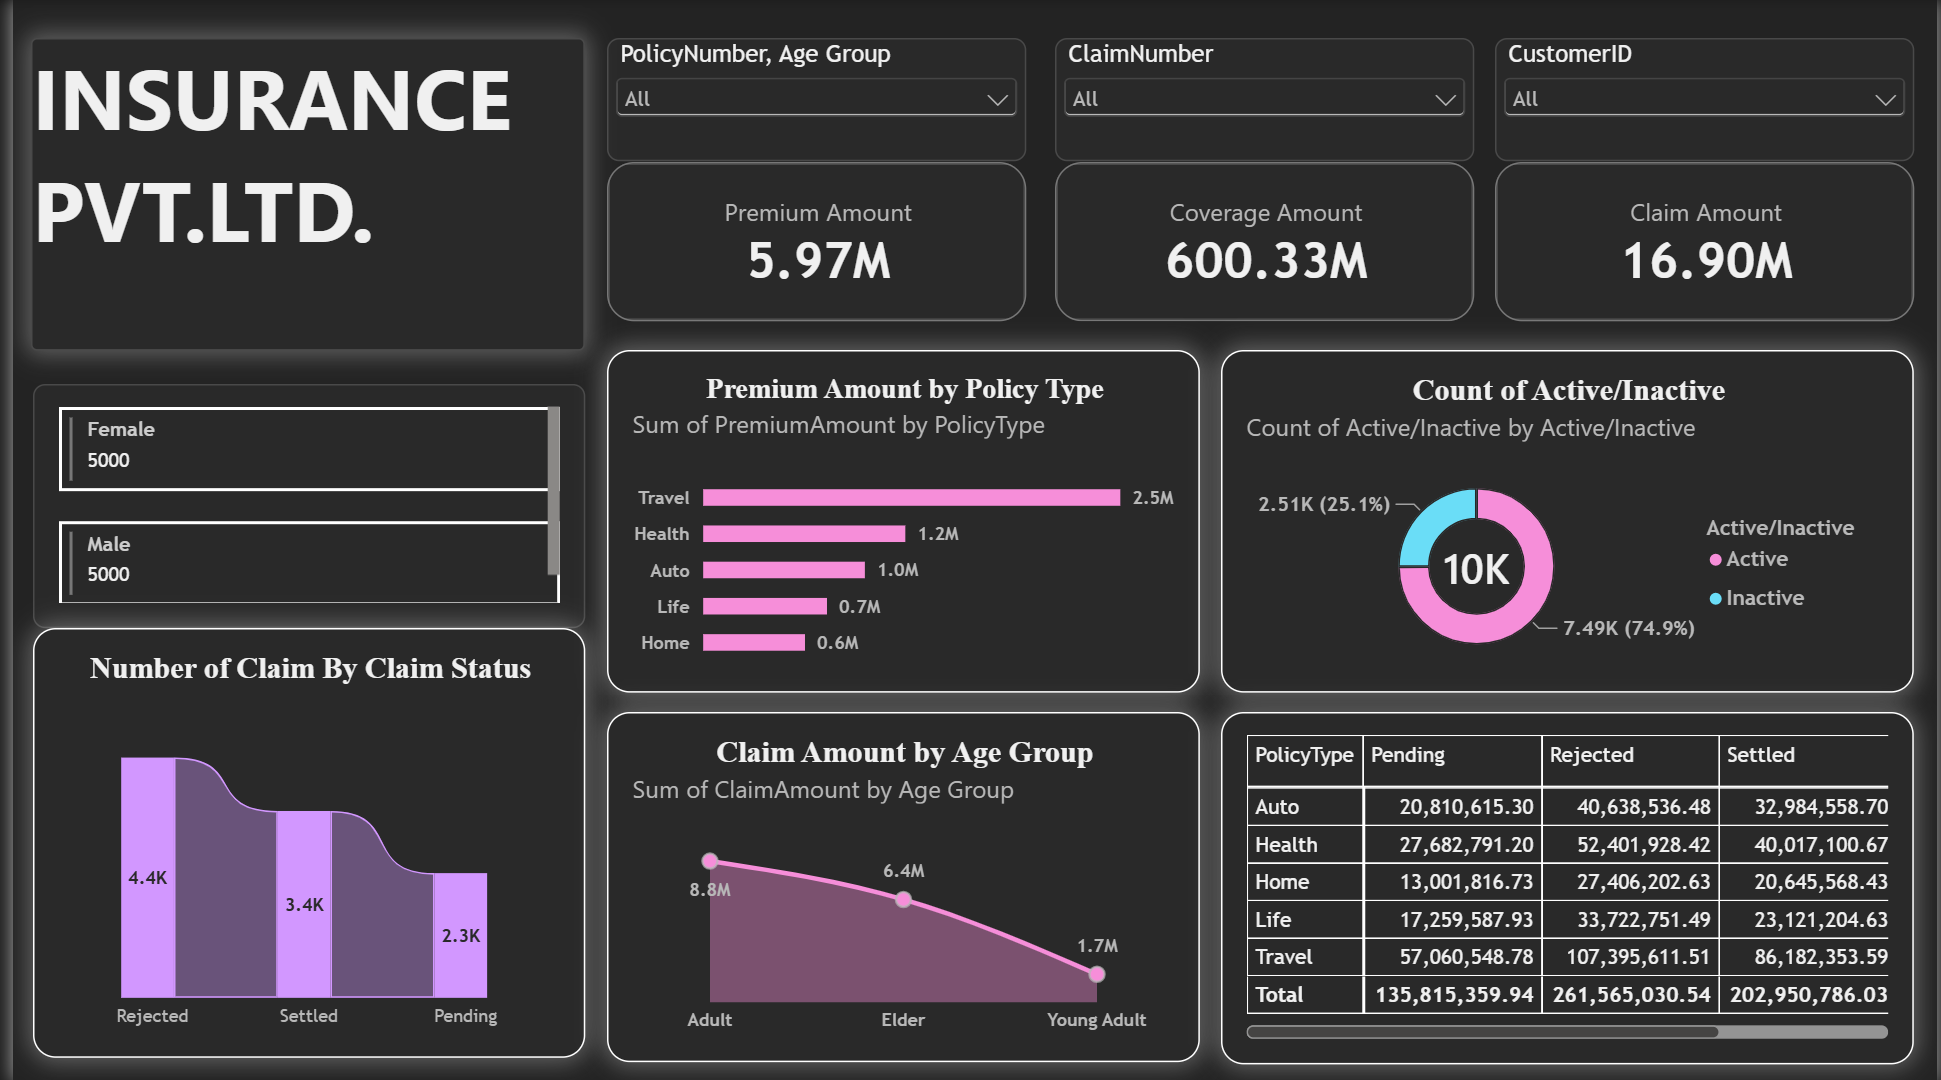 INSURANCE
PVT.LTD.
PolicyNumber, Age Group
All
ClaimNumber
All
CustomerID
All
Premium Amount
5.97M
Coverage Amount
600.33M
Claim Amount
16.90M
Female
5000
Male
5000
Number of Claim By Claim Status
4.4K
3.4K
2.3K
Rejected Settled Pending
Premium Amount by Policy Type
Sum of PremiumAmount by PolicyType
Travel 2.5M
Health 1.2M
Auto 1.0M
Life 0.7M
Home 0.6M
Count of Active/Inactive
Count of Active/Inactive by Active/Inactive
2.51K (25.1%)
10K
7.49K (74.9%)
Active/Inactive
Active
Inactive
Claim Amount by Age Group
Sum of ClaimAmount by Age Group
8.8M
6.4M
1.7M
Adult Elder Young Adult
PolicyType Pending Rejected Settled
Auto 20,810,615.30 40,638,536.48 32,984,558.70
Health 27,682,791.20 52,401,928.42 40,017,100.67
Home 13,001,816.73 27,406,202.63 20,645,568.43
Life 17,259,587.93 33,722,751.49 23,121,204.63
Travel 57,060,548.78 107,395,611.51 86,182,353.59
Total 135,815,359.94 261,565,030.54 202,950,786.03